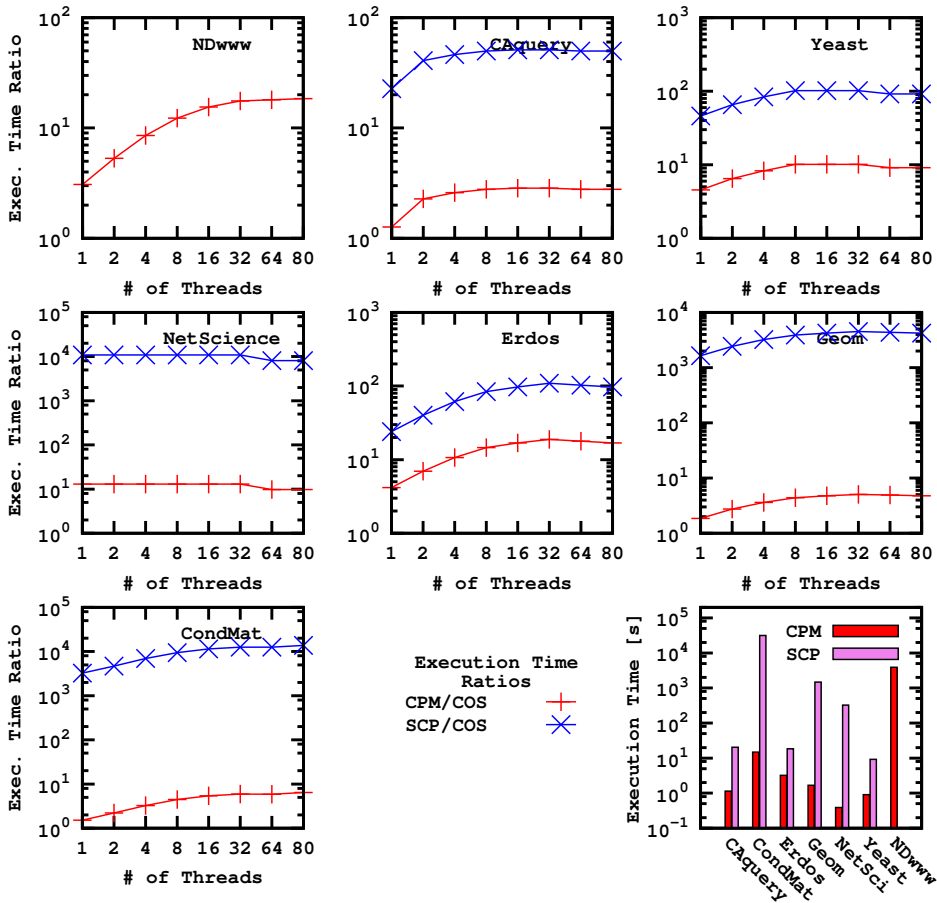 NDwww
CAquery
Yeast
Exec. Time Ratio
10^2
10^1
10^0
1 2 4 8 16 32 64 80
# of Threads
10^2
10^1
10^0
1 2 4 8 16 32 64 80
# of Threads
10^3
10^2
10^1
10^0
1 2 4 8 16 32 64 80
# of Threads
NetScience
Erdos
Geom
Exec. Time Ratio
10^5
10^4
10^3
10^2
10^1
10^0
1 2 4 8 16 32 64 80
# of Threads
10^3
10^2
10^1
10^0
1 2 4 8 16 32 64 80
# of Threads
10^4
10^3
10^2
10^1
10^0
1 2 4 8 16 32 64 80
# of Threads
CondMat
Exec. Time Ratio
10^5
10^4
10^3
10^2
10^1
10^0
1 2 4 8 16 32 64 80
# of Threads
Execution Time
Ratios
CPM/COS
SCP/COS
Execution Time [s]
10^5
10^4
10^3
10^2
10^1
10^0
10^-1
CPM
SCP
CAquery
CondMat
Erdos
Geom
NetSci
Yeast
NDwww